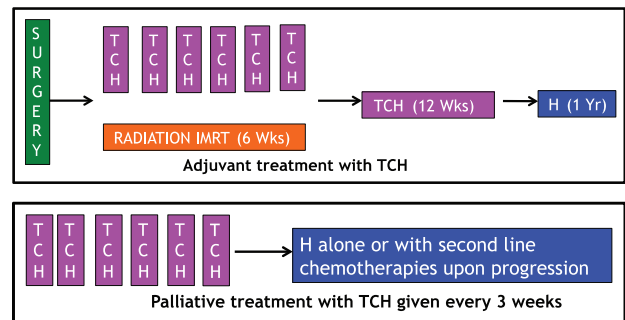 SURGERY
TCH TCH TCH TCH TCH TCH
RADIATION IMRT (6 Wks)
TCH (12 Wks)
H (1 Yr)
Adjuvant treatment with TCH
TCH TCH TCH TCH TCH TCH
H alone or with second line
chemotherapies upon progression
Palliative treatment with TCH given every 3 weeks